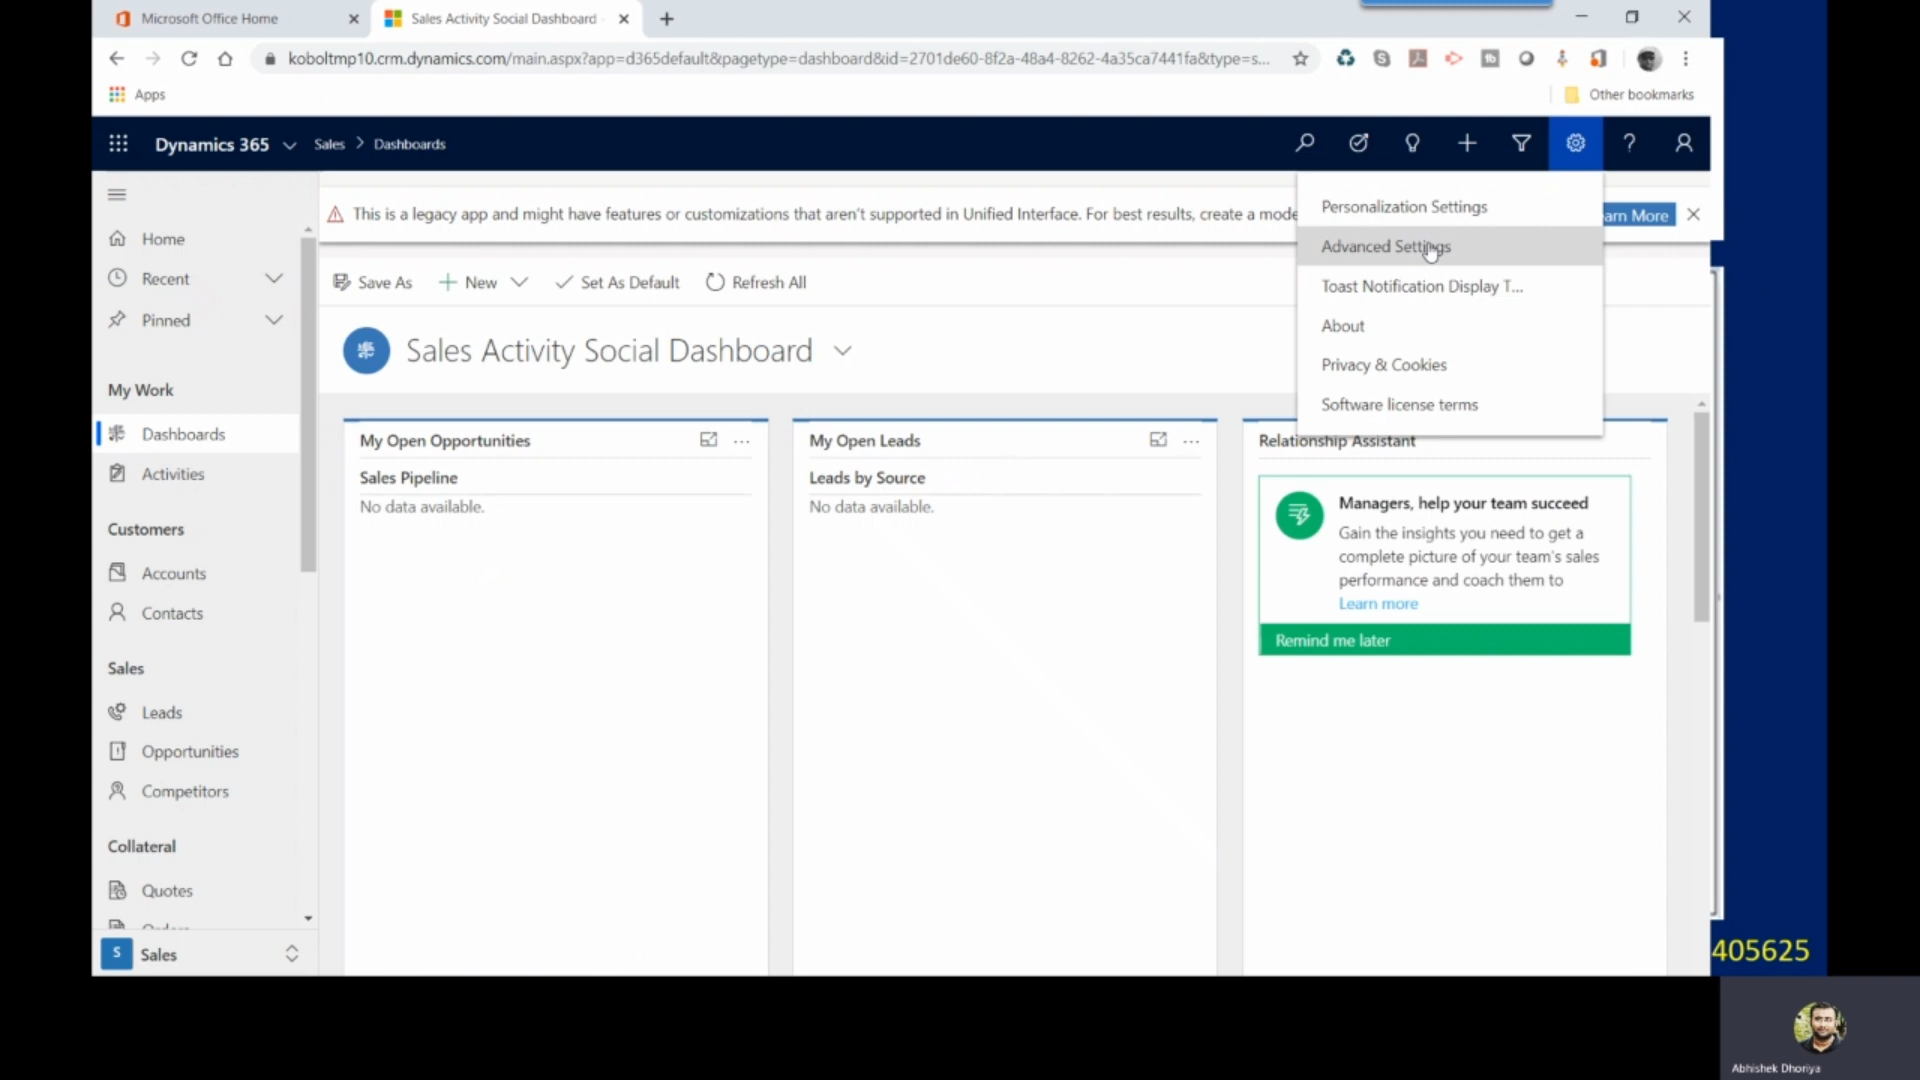 Microsoft Office Home
Sales Activity Social Dashboard
koboltmp10.crm.dynamics.com/main.aspx?app=d365default&pagetype=dashboard&id=2701de60-8f2a-48a4-8262-4a35ca7441fa&type=s...
Apps
Other bookmarks
Dynamics 365
Sales > Dashboards
This is a legacy app and might have features or customizations that aren't supported in Unified Interface. For best results, create a mode
arn More
Personalization Settings
Advanced Settings
Toast Notification Display T...
About
Privacy & Cookies
Software license terms
Home
Recent
Pinned
My Work
Dashboards
Activities
Customers
Accounts
Contacts
Sales
Leads
Opportunities
Competitors
Collateral
Quotes
Orders
S Sales
Save As
New
Set As Default
Refresh All
Sales Activity Social Dashboard
My Open Opportunities
Sales Pipeline
No data available.
My Open Leads
Leads by Source
No data available.
Relationship Assistant
Managers, help your team succeed
Gain the insights you need to get a
complete picture of your team's sales
performance and coach them to
Learn more
Remind me later
405625
Abhishek Dhoriya